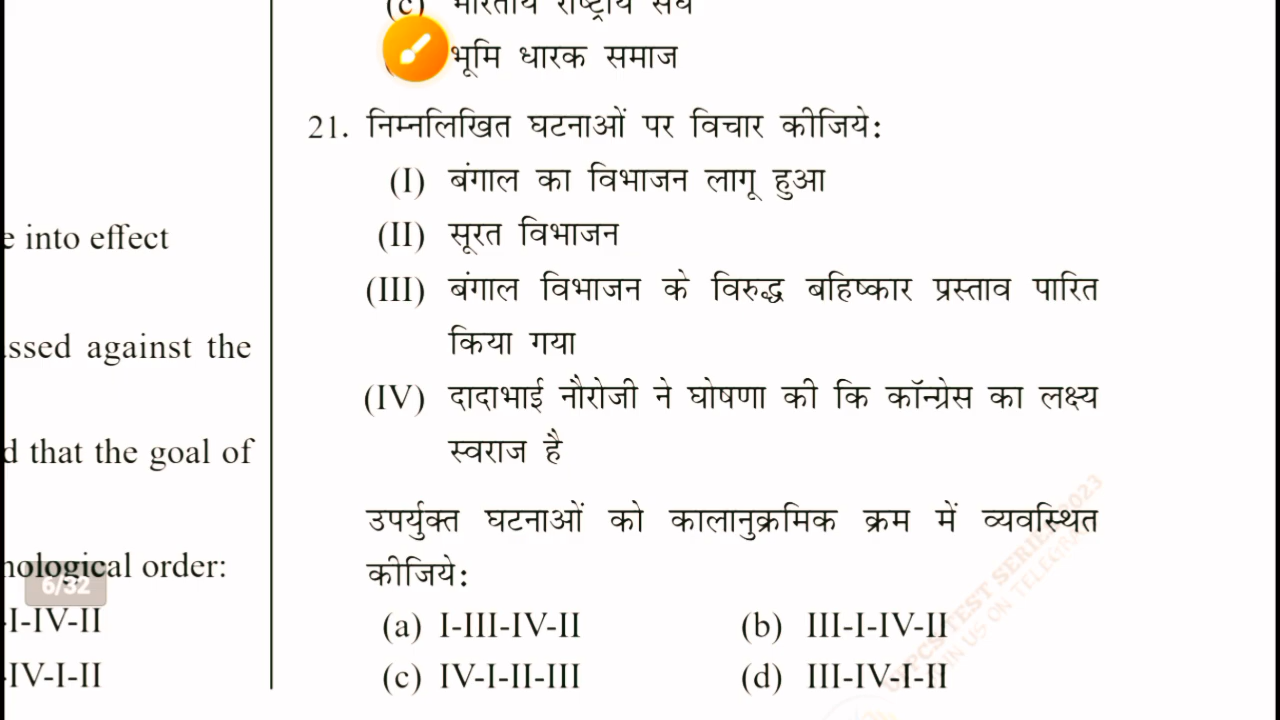 (c) भारतीय राष्ट्रीय संघ
भूमि धारक समाज
21. निम्नलिखित घटनाओं पर विचार कीजिये:
(I) बंगाल का विभाजन लागू हुआ
(II) सूरत विभाजन
(III) बंगाल विभाजन के विरुद्ध बहिष्कार प्रस्ताव पारित
किया गया
(IV) दादाभाई नौरोजी ने घोषणा की कि कॉन्ग्रेस का लक्ष्य
स्वराज है
उपर्युक्त घटनाओं को कालानुक्रमिक क्रम में व्यवस्थित
कीजिये:
(a) I-III-IV-II (b) III-I-IV-II
(c) IV-I-II-III (d) III-IV-I-II
e into effect
ssed against the
d that the goal of
nological order:
6/32
-I-IV-II
-IV-I-II